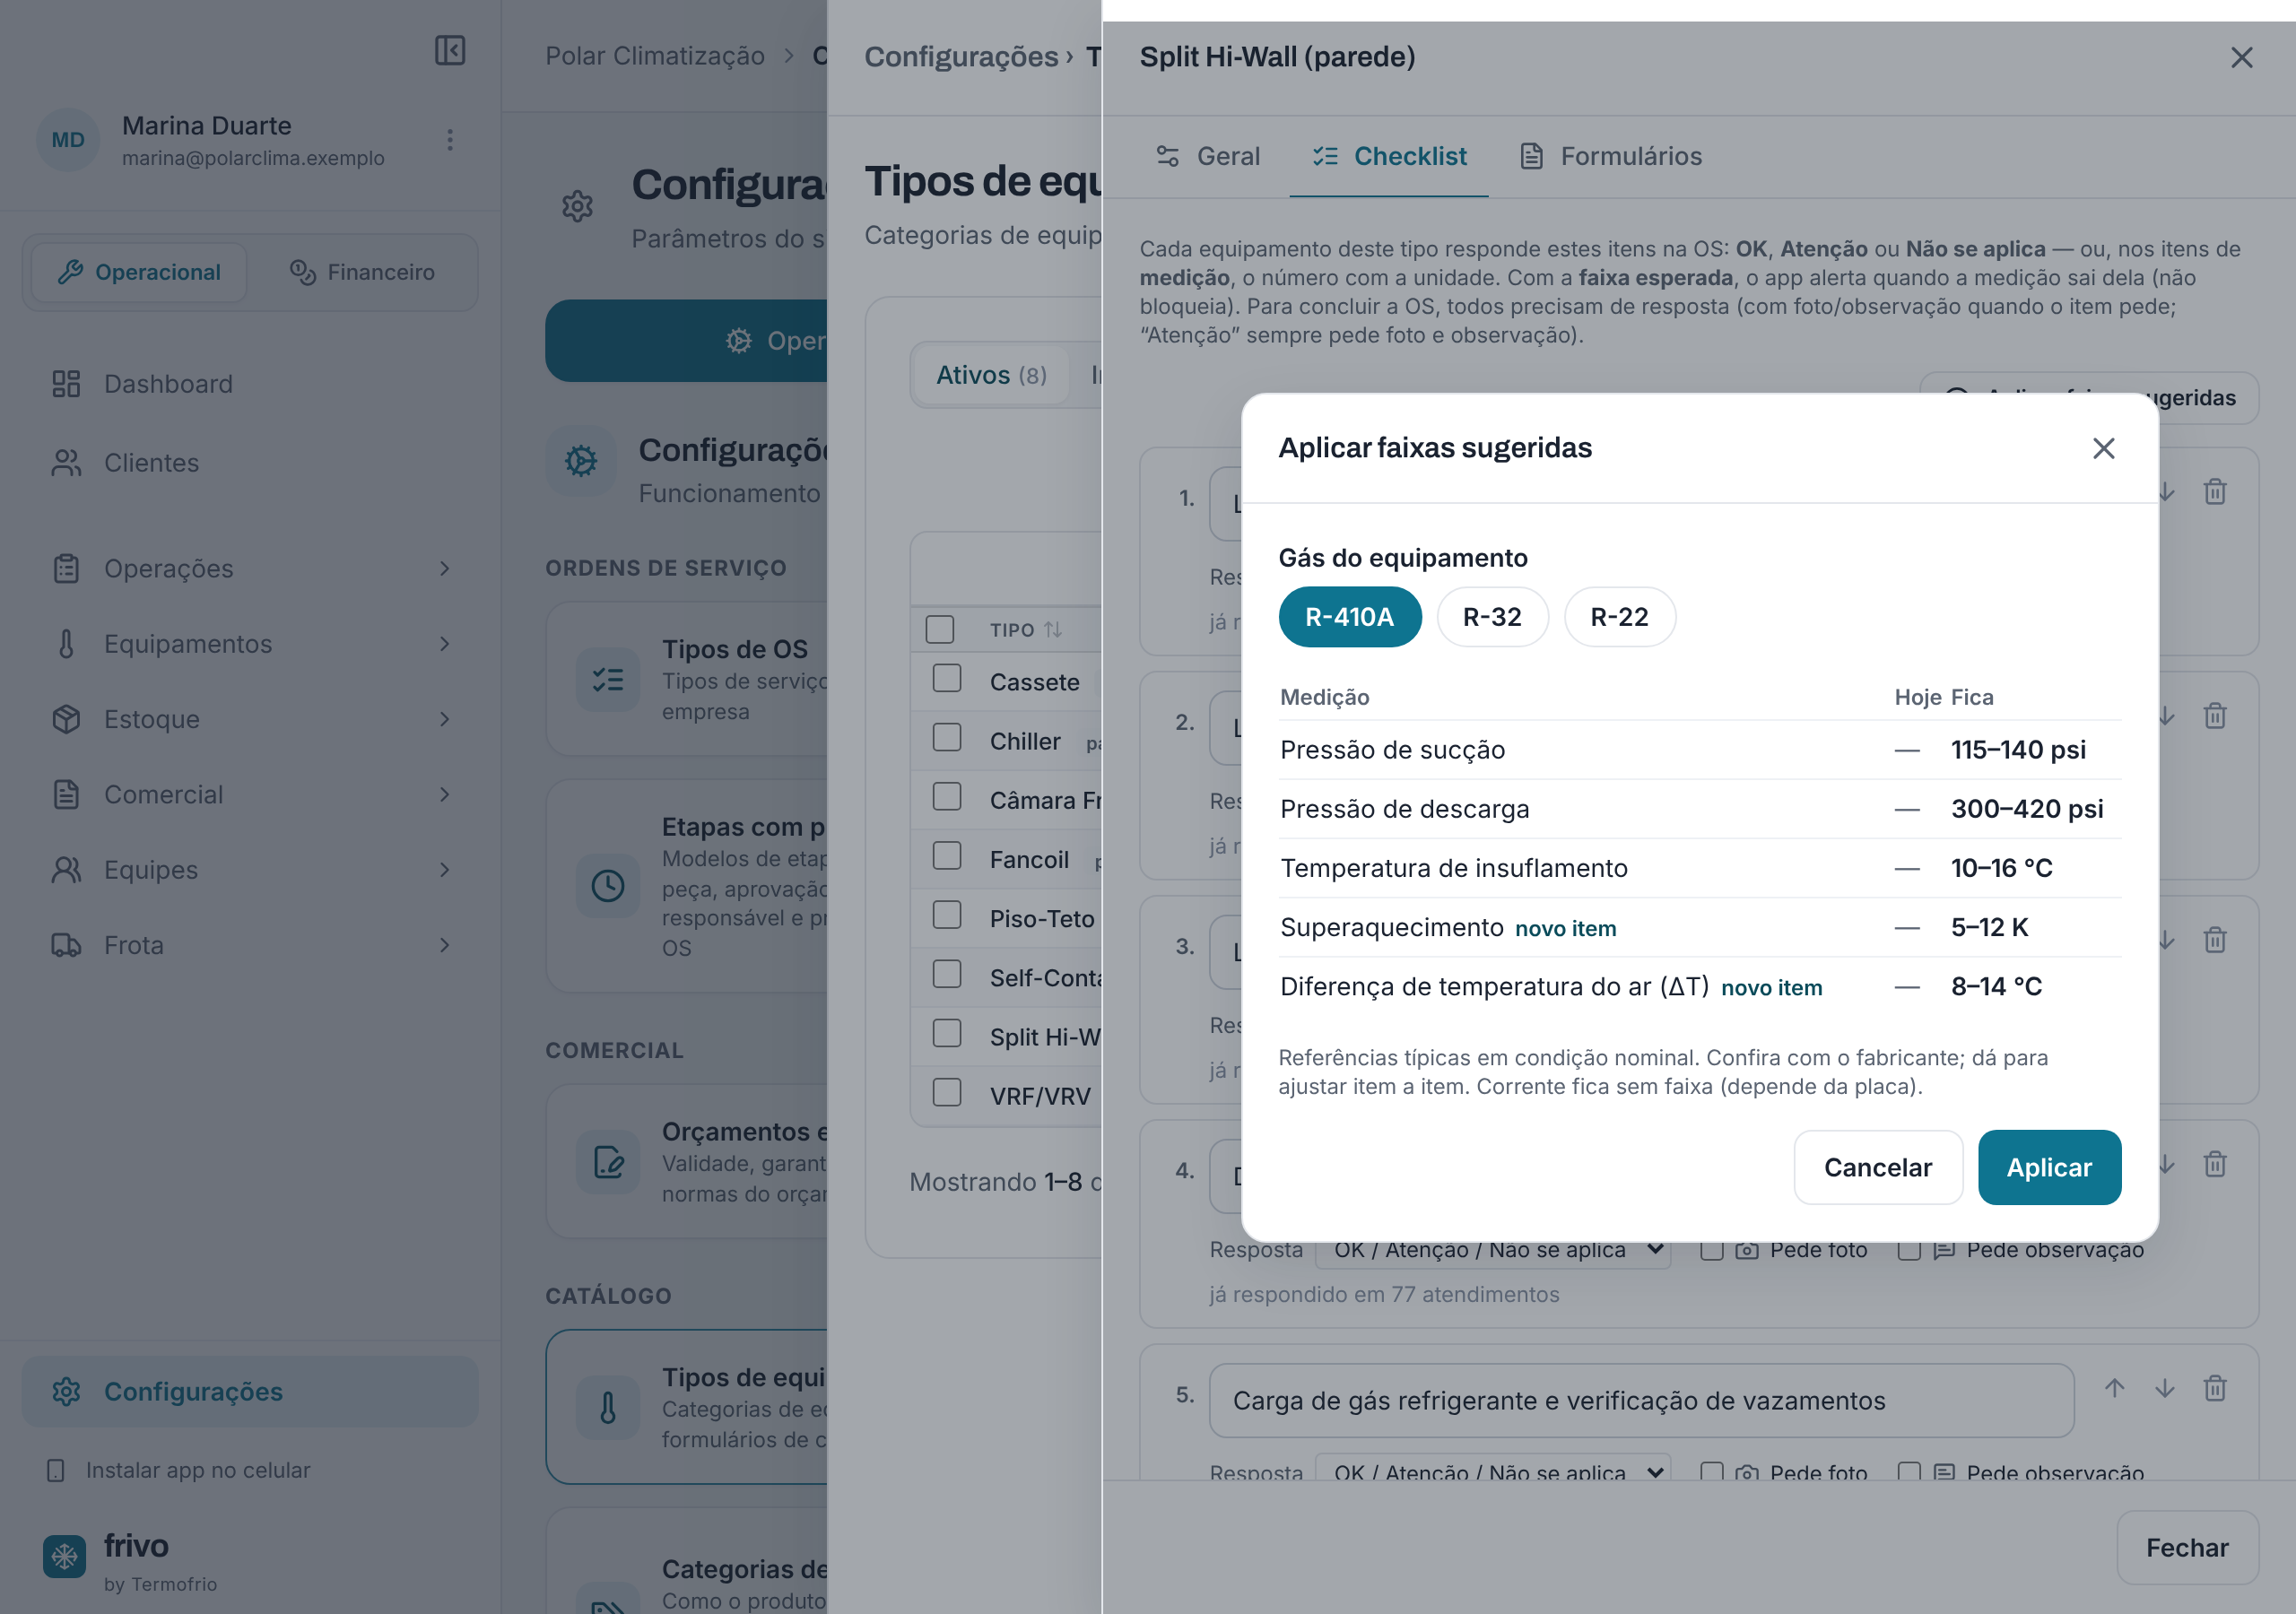 MD
Marina Duarte
marina@polarclima.exemplo
Operacional
Financeiro
Dashboard
Clientes
Operações
Equipamentos
Estoque
Comercial
Equipes
Frota
Configurações
Instalar app no celular
frivo
by Termofrio
Polar Climatização
Parâmetros do s
Funcionamento
ORDENS DE SERVIÇO
Tipos de OS
Tipos de serviço
empresa
Etapas com p
Modelos de etap
peça, aprovação
responsável e pr
OS
COMERCIAL
Orçamentos e
Validade, garant
normas do orçar
CATÁLOGO
Tipos de equi
Categorias de e
formulários de c
Categorias de
Como o produto
Configurações › T
Tipos de equ
Categorias de equip
Ativos (8)
TIPO
Cassete
Chiller
Câmara Fr
Fancoil
Piso-Teto
Self-Conta
Split Hi-W
VRF/VRV
Mostrando 1–8
Split Hi-Wall (parede)
Geral
Checklist
Formulários
Cada equipamento deste tipo responde estes itens na OS: OK, Atenção ou Não se aplica — ou, nos itens de
medição, o número com a unidade. Com a faixa esperada, o app alerta quando a medição sai dela (não
bloqueia). Para concluir a OS, todos precisam de resposta (com foto/observação quando o item pede;
“Atenção” sempre pede foto e observação).
ugeridas
1.
2.
3.
4.
Aplicar faixas sugeridas
Gás do equipamento
R-410A
R-32
R-22
Medição Hoje Fica
Pressão de sucção — 115–140 psi
Pressão de descarga — 300–420 psi
Temperatura de insuflamento — 10–16 °C
Superaquecimento novo item — 5–12 K
Diferença de temperatura do ar (ΔT) novo item — 8–14 °C
Referências típicas em condição nominal. Confira com o fabricante; dá para
ajustar item a item. Corrente fica sem faixa (depende da placa).
Cancelar
Aplicar
Resposta OK / Atenção / Não se aplica Pede foto Pede observação
já respondido em 77 atendimentos
5. Carga de gás refrigerante e verificação de vazamentos
Resposta OK / Atenção / Não se aplica Pede foto Pede observação
Fechar